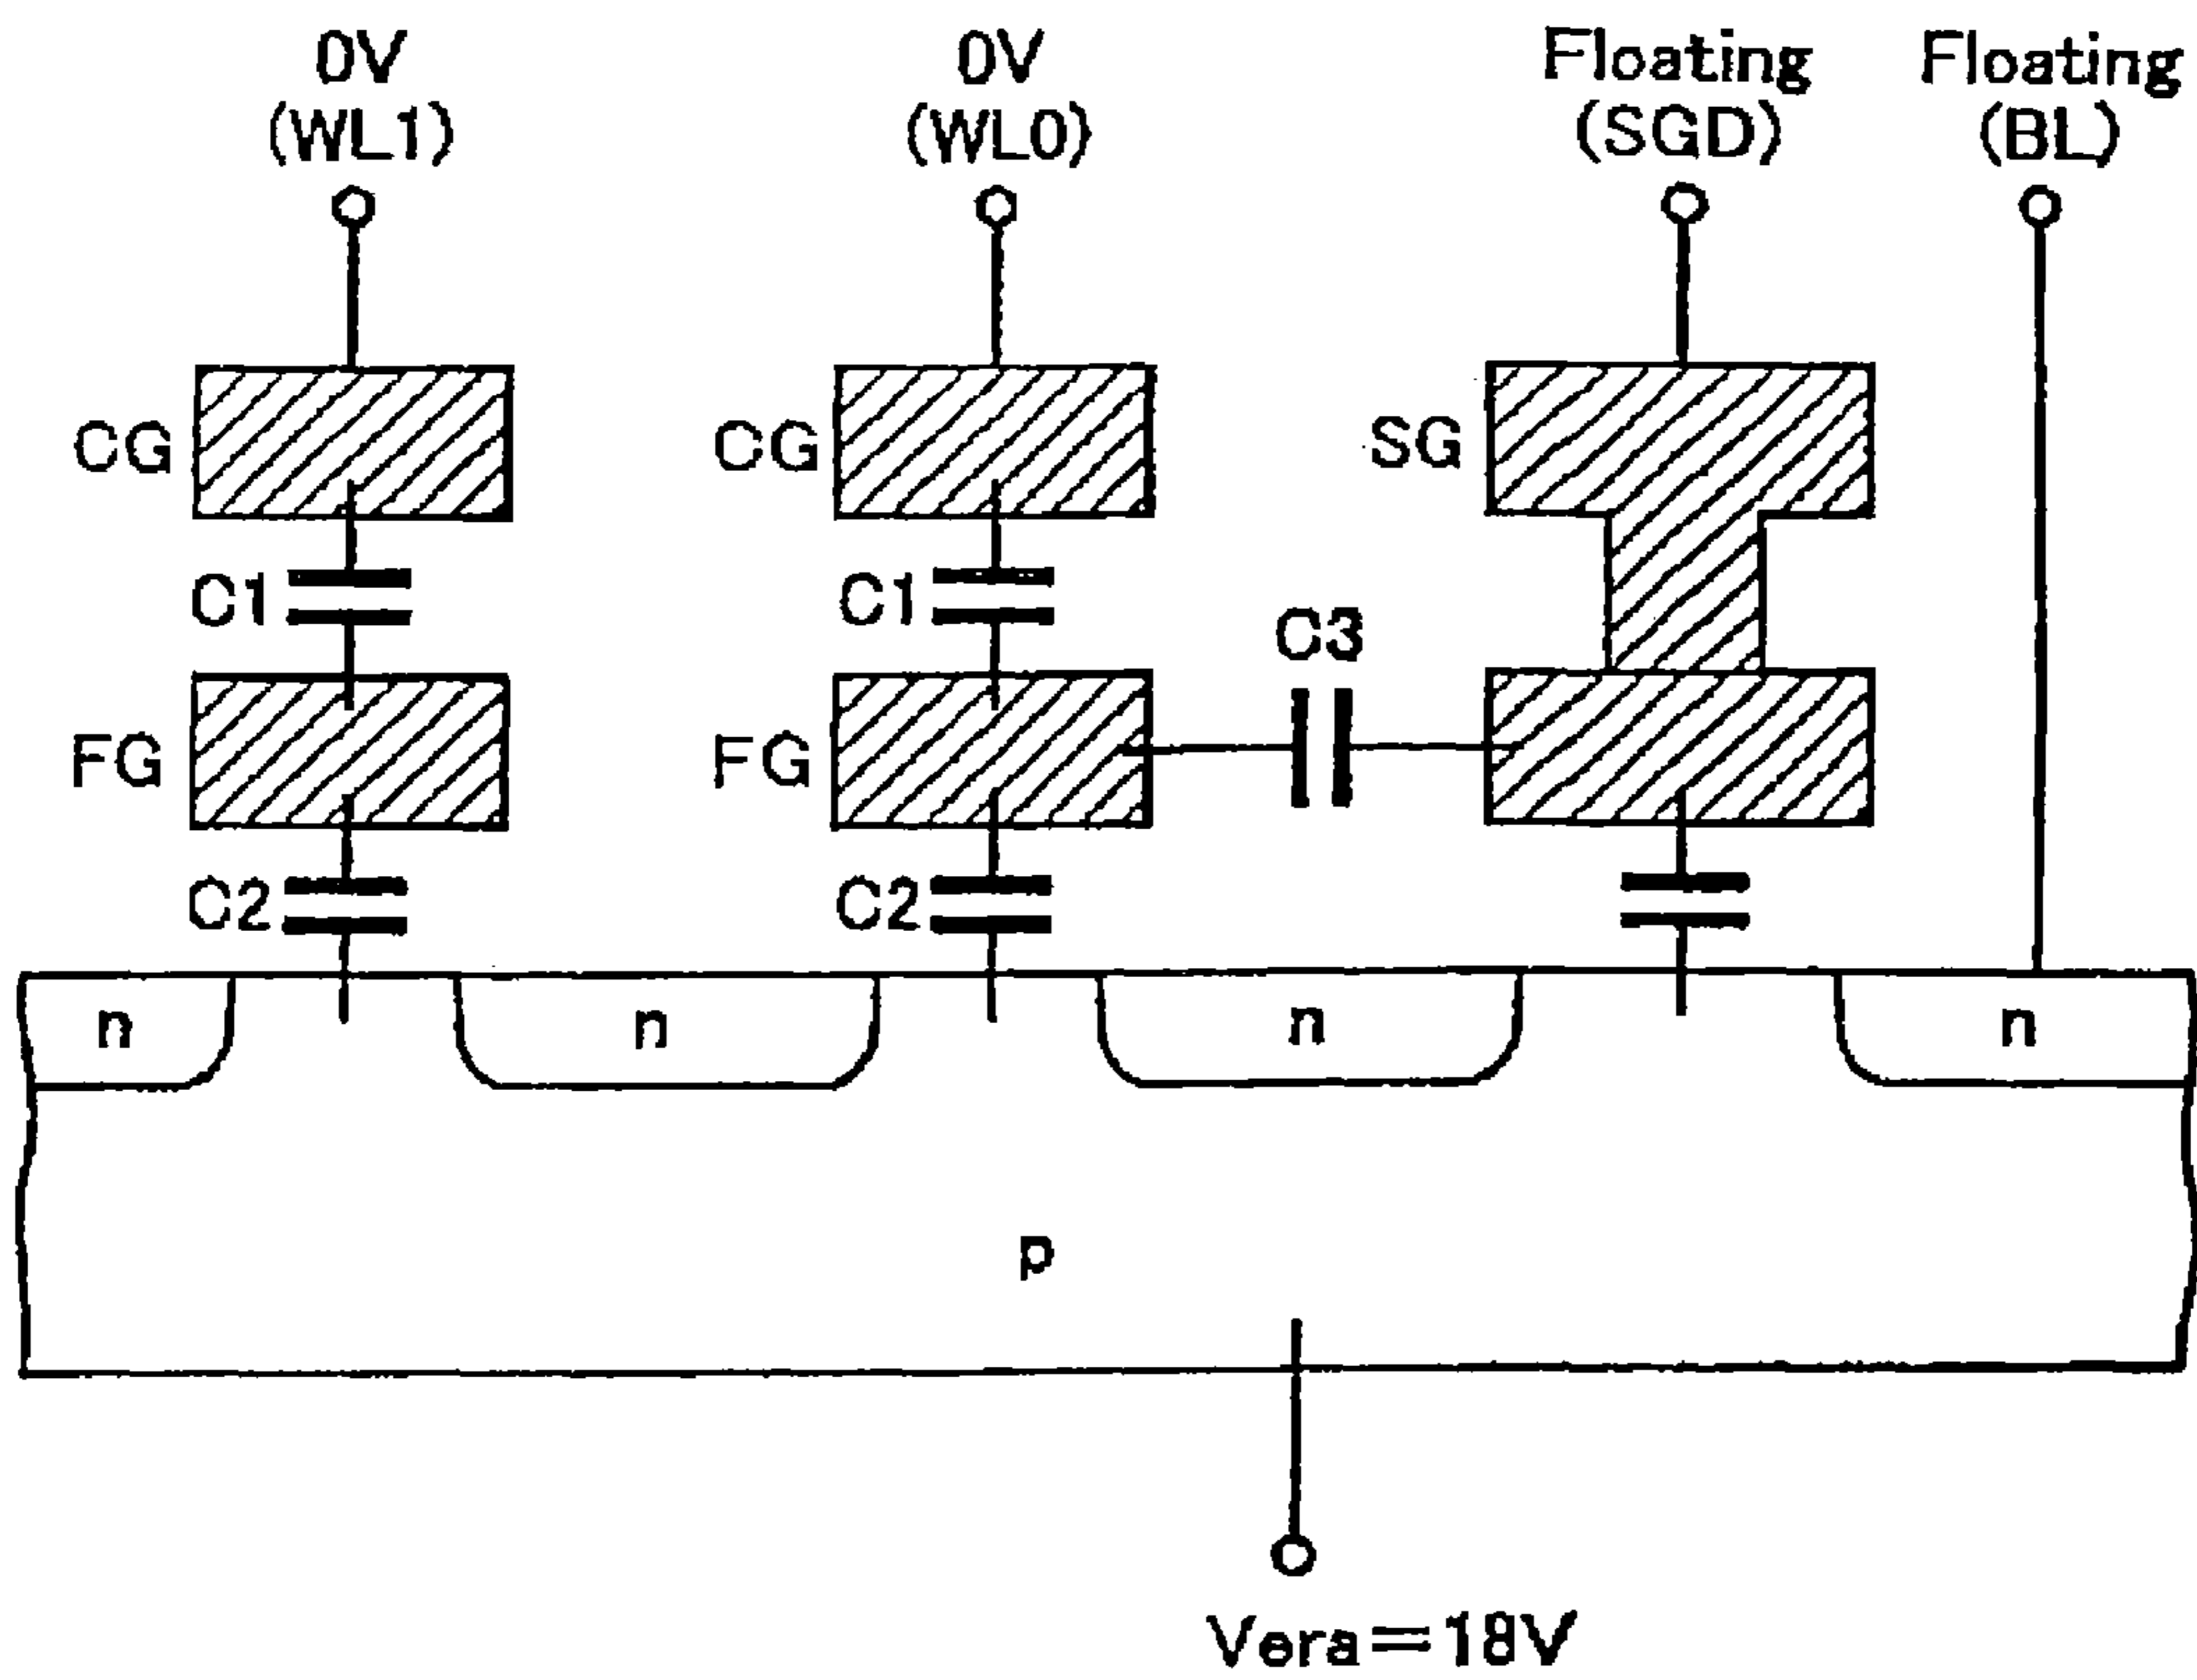 0V
(WL1)
0V
(WL0)
Floating
(SGD)
Floating
(BL)
CG
CG
SG
C1
C1
C3
FG
FG
C2
C2
n
n
n
n
p
Vera=18V